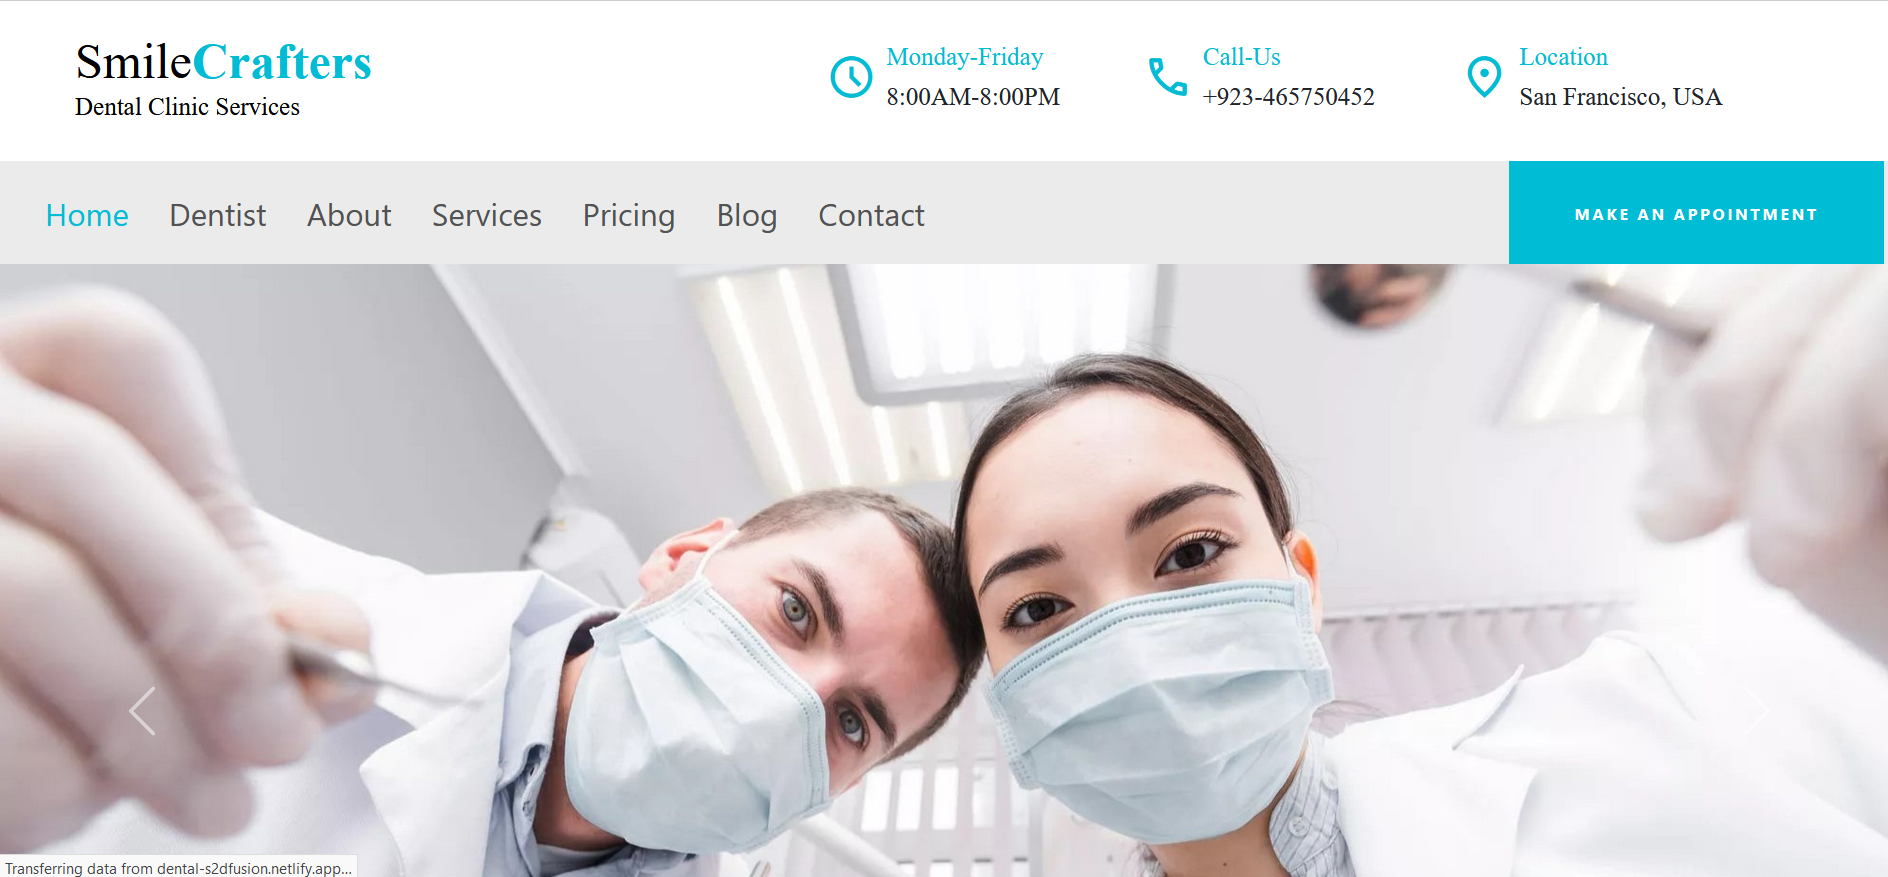 SmileCrafters
Dental Clinic Services
Monday-Friday
8:00AM-8:00PM
Call-Us
+923-465750452
Location
San Francisco, USA
Home Dentist About Services Pricing Blog Contact
MAKE AN APPOINTMENT
Transferring data from dental-s2dfusion.netlify.app...